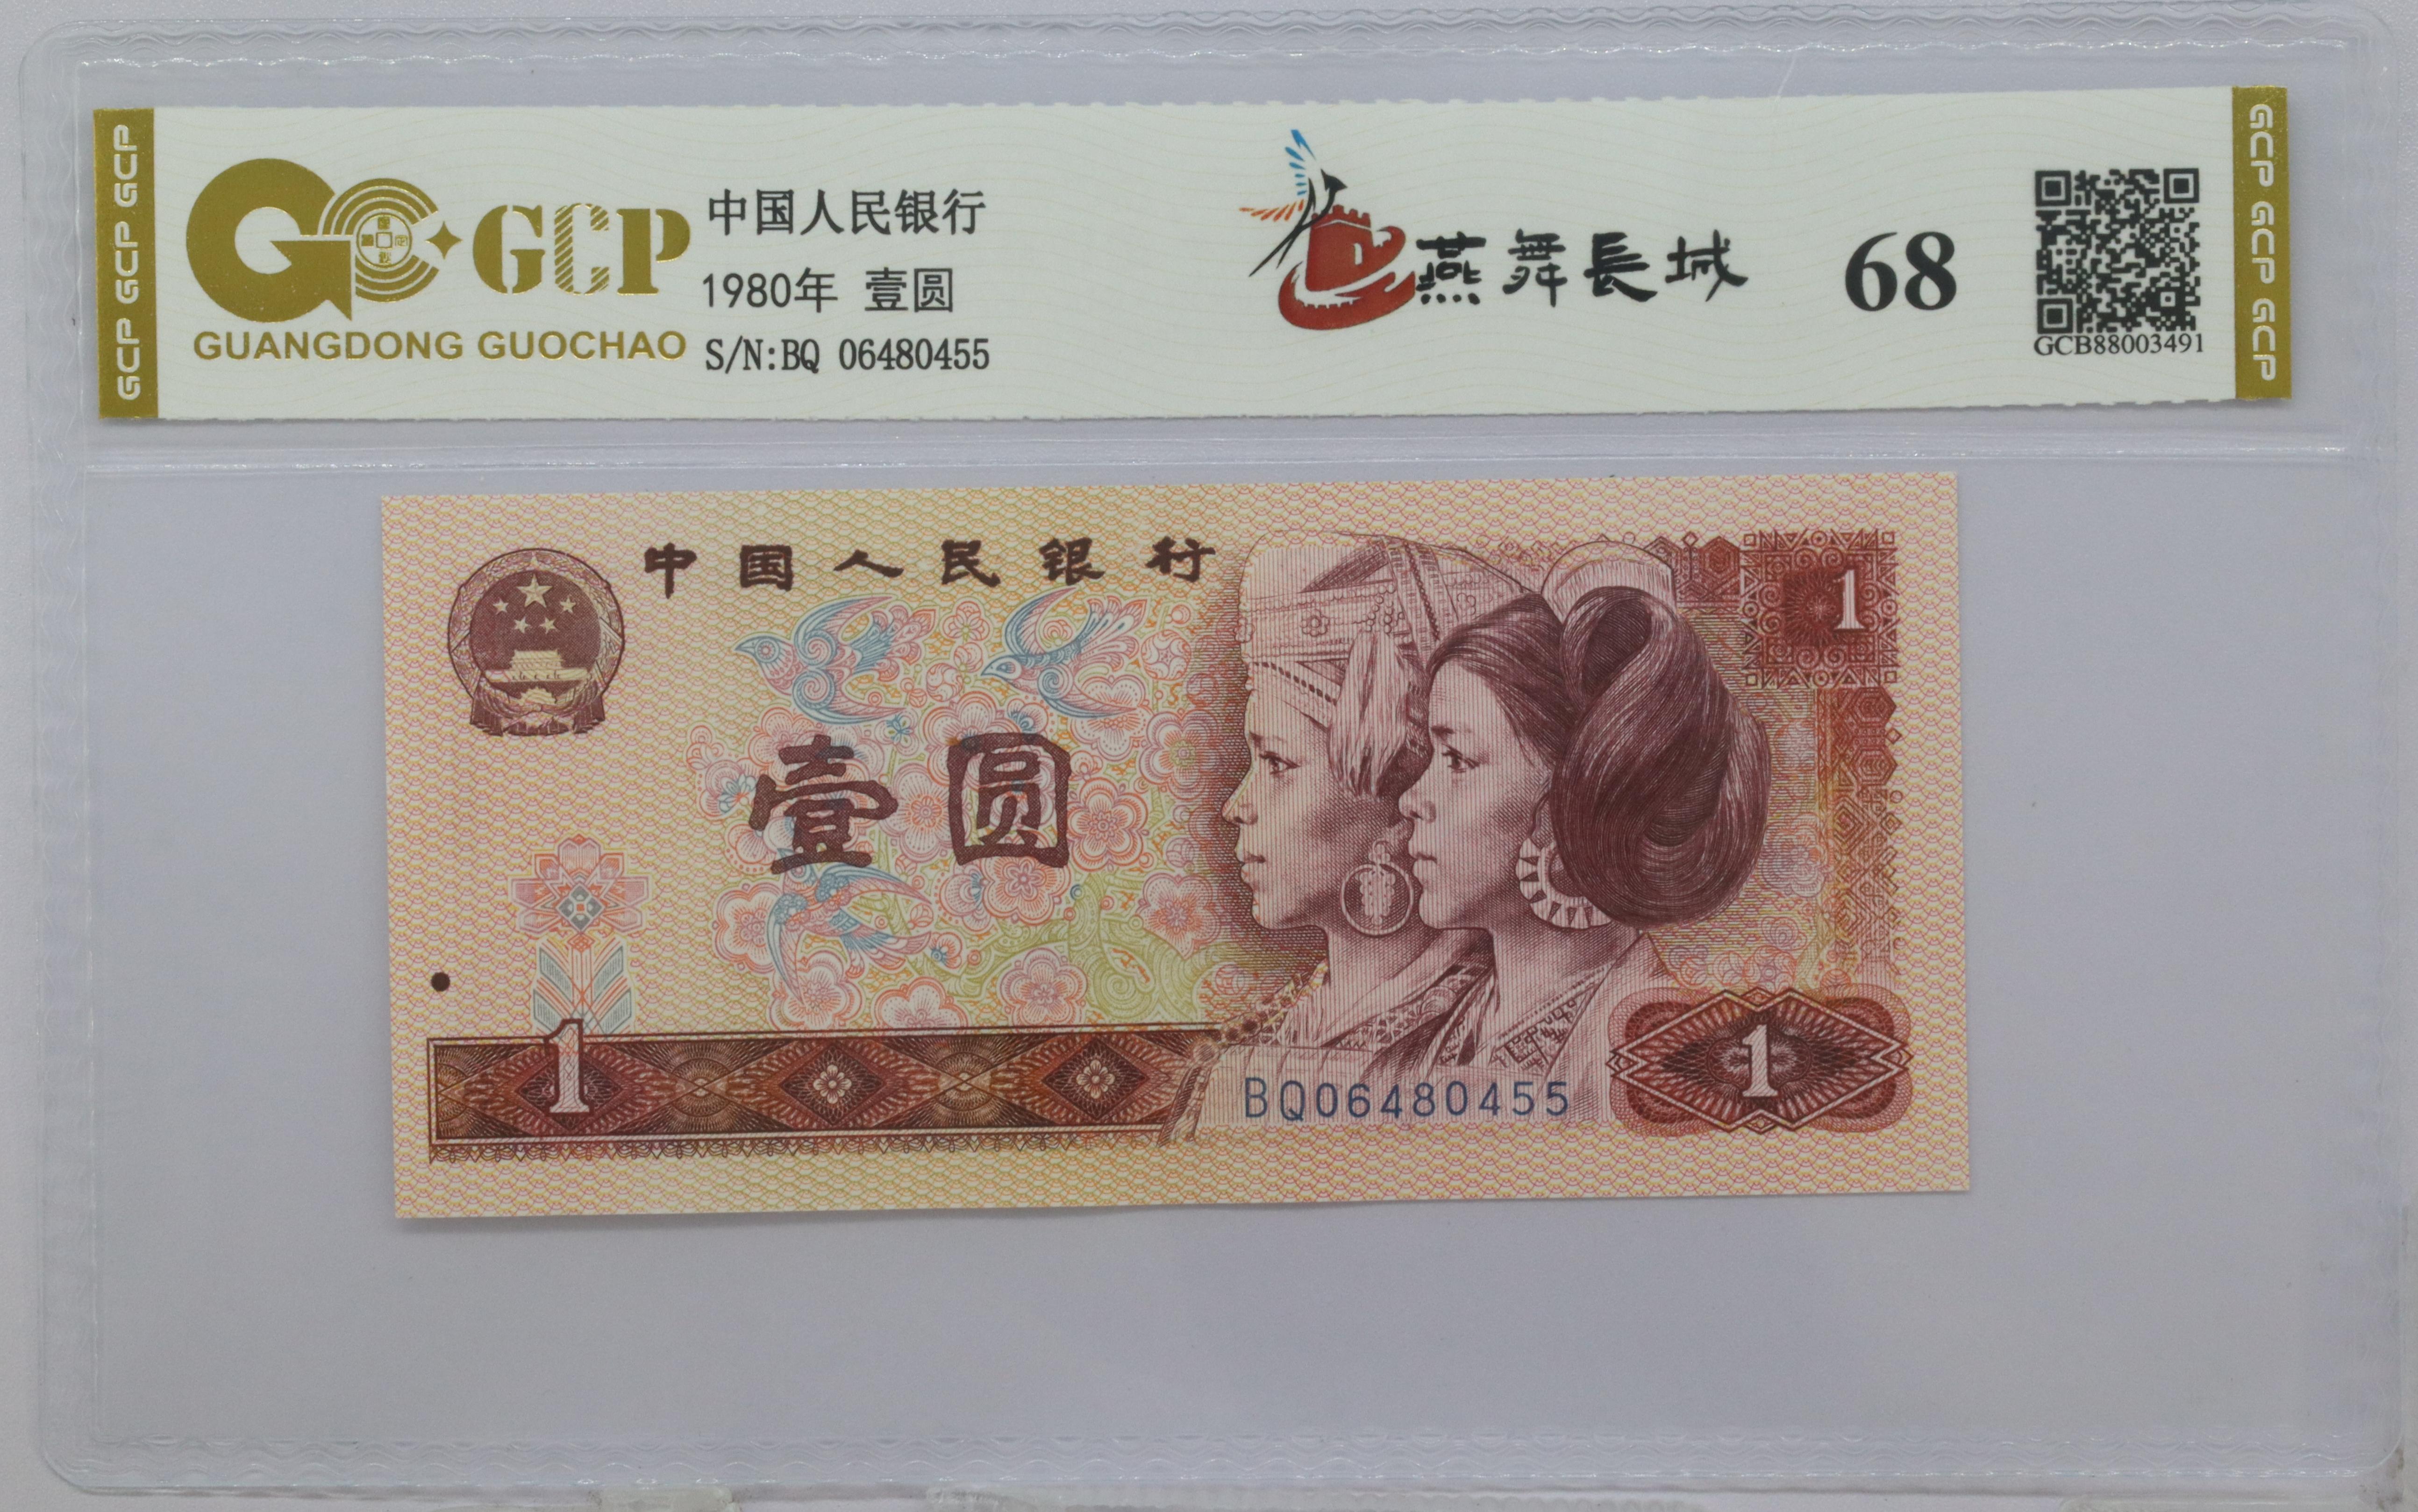 GCP GCP GCP
GCP
GUANGDONG GUOCHAO
中国人民银行
1980年 壹圆
S/N:BQ 06480455
燕舞長城
68
GCB88003491
GCP GCP GCP
中国人民银行
1
壹圆
1
BQ06480455
1